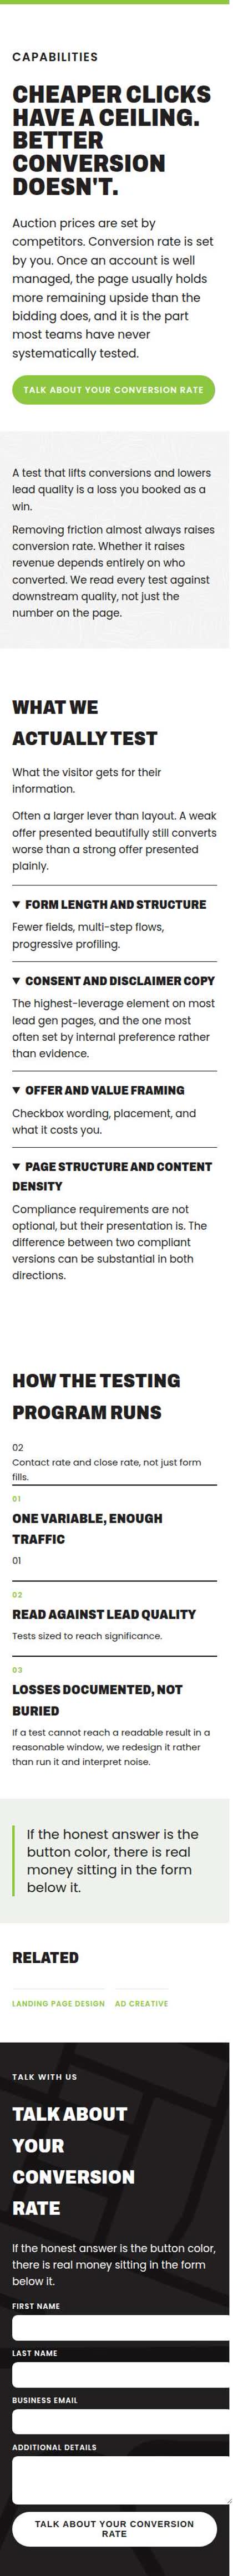 CAPABILITIES
CHEAPER CLICKS
HAVE A CEILING.
BETTER
CONVERSION
DOESN'T.
Auction prices are set by
competitors. Conversion rate is set
by you. Once an account is well
managed, the page usually holds
more remaining upside than the
bidding does, and it is the part
most teams have never
systematically tested.
TALK ABOUT YOUR CONVERSION RATE
A test that lifts conversions and lowers
lead quality is a loss you booked as a
win.
Removing friction almost always raises
conversion rate. Whether it raises
revenue depends entirely on who
converted. We read every test against
downstream quality, not just the
number on the page.
WHAT WE
ACTUALLY TEST
What the visitor gets for their
information.
Often a larger lever than layout. A weak
offer presented beautifully still converts
worse than a strong offer presented
plainly.
▼ FORM LENGTH AND STRUCTURE
Fewer fields, multi-step flows,
progressive profiling.
▼ CONSENT AND DISCLAIMER COPY
The highest-leverage element on most
lead gen pages, and the one most
often set by internal preference rather
than evidence.
▼ OFFER AND VALUE FRAMING
Checkbox wording, placement, and
what it costs you.
▼ PAGE STRUCTURE AND CONTENT
DENSITY
Compliance requirements are not
optional, but their presentation is. The
difference between two compliant
versions can be substantial in both
directions.
HOW THE TESTING
PROGRAM RUNS
02
Contact rate and close rate, not just form
fills.
01
ONE VARIABLE, ENOUGH
TRAFFIC
01
02
READ AGAINST LEAD QUALITY
Tests sized to reach significance.
03
LOSSES DOCUMENTED, NOT
BURIED
If a test cannot reach a readable result in a
reasonable window, we redesign it rather
than run it and interpret noise.
If the honest answer is the
button color, there is real
money sitting in the form
below it.
RELATED
LANDING PAGE DESIGN AD CREATIVE
TALK WITH US
TALK ABOUT
YOUR
CONVERSION
RATE
If the honest answer is the button color,
there is real money sitting in the form
below it.
FIRST NAME
LAST NAME
BUSINESS EMAIL
ADDITIONAL DETAILS
TALK ABOUT YOUR CONVERSION
RATE